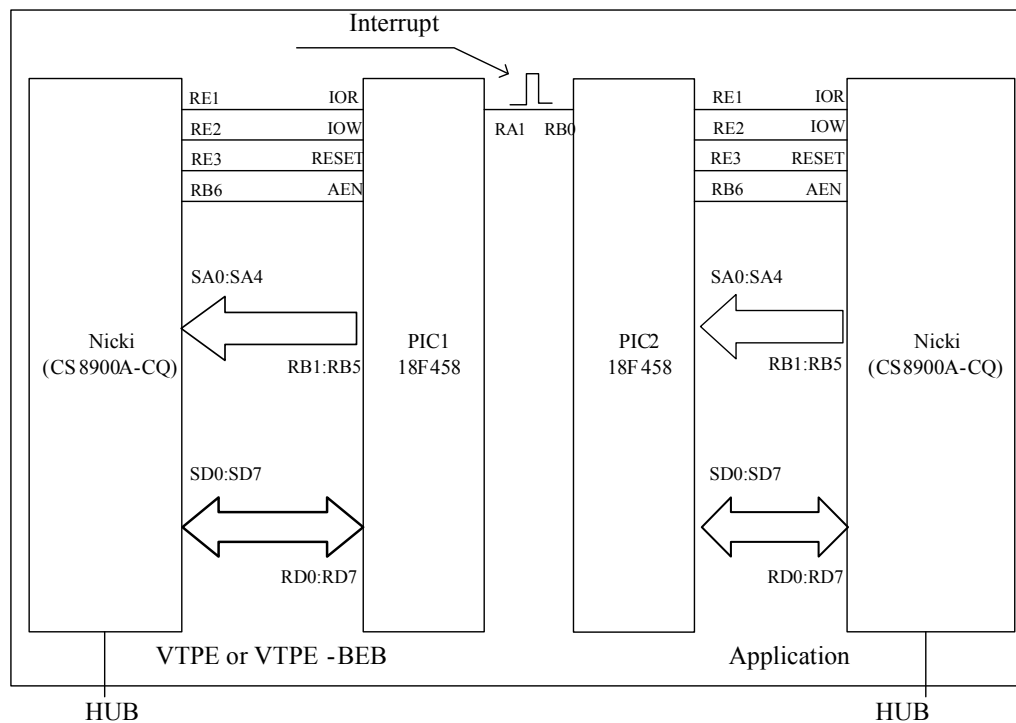 Interrupt
RE1 IOR
RE2 IOW
RE3 RESET
RB6 AEN
RA1 RB0
RE1 IOR
RE2 IOW
RE3 RESET
RB6 AEN
SA0:SA4
SA0:SA4
Nicki
(CS8900A-CQ)
PIC1
18F458
PIC2
18F458
Nicki
(CS8900A-CQ)
RB1:RB5
RB1:RB5
SD0:SD7
SD0:SD7
RD0:RD7
RD0:RD7
VTPE or VTPE -BEB
Application
HUB
HUB